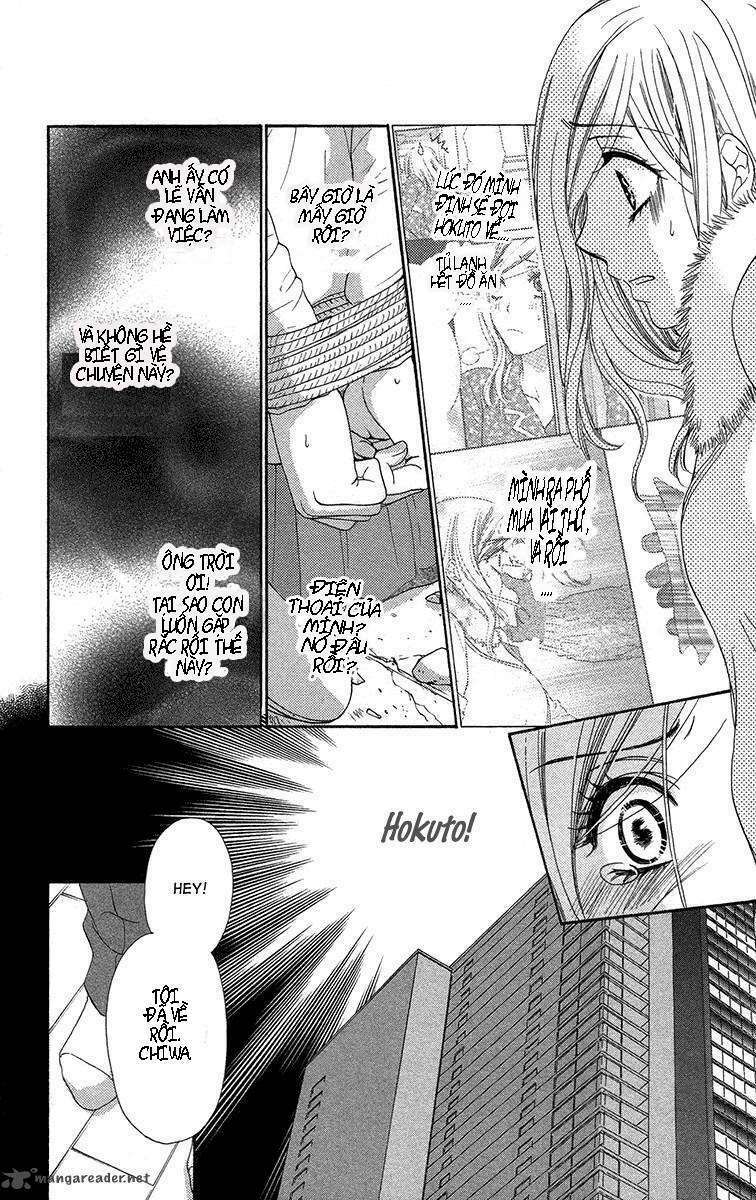 LÚC ĐÓ MÌNH
ĐỊNH SẼ ĐỢI
HOKUTO VỀ...
TỦ LẠNH
HẾT ĐỒ ĂN
....
MÌNH RA PHỐ
MUA VÀI THỨ,
VÀ RỒI
....
BÂY GIỜ LÀ
MẤY GIỜ
RỒI?
ĐIỆN
THOẠI CỦA
MÌNH?
NÓ ĐÂU
RỒI?
ANH ẤY CÓ
LẼ VẪN
ĐANG LÀM
VIỆC?
VÀ KHÔNG HỀ
BIẾT GÌ VỀ
CHUYỆN NÀY?
ÔNG TRỜI
ƠI!
TẠI SAO CON
LUÔN GẶP
RẮC RỐI THẾ
NÀY?
Hokuto!
HEY!
TÔI
ĐÃ VỀ
RỒI.
CHIWA
mangareader.net